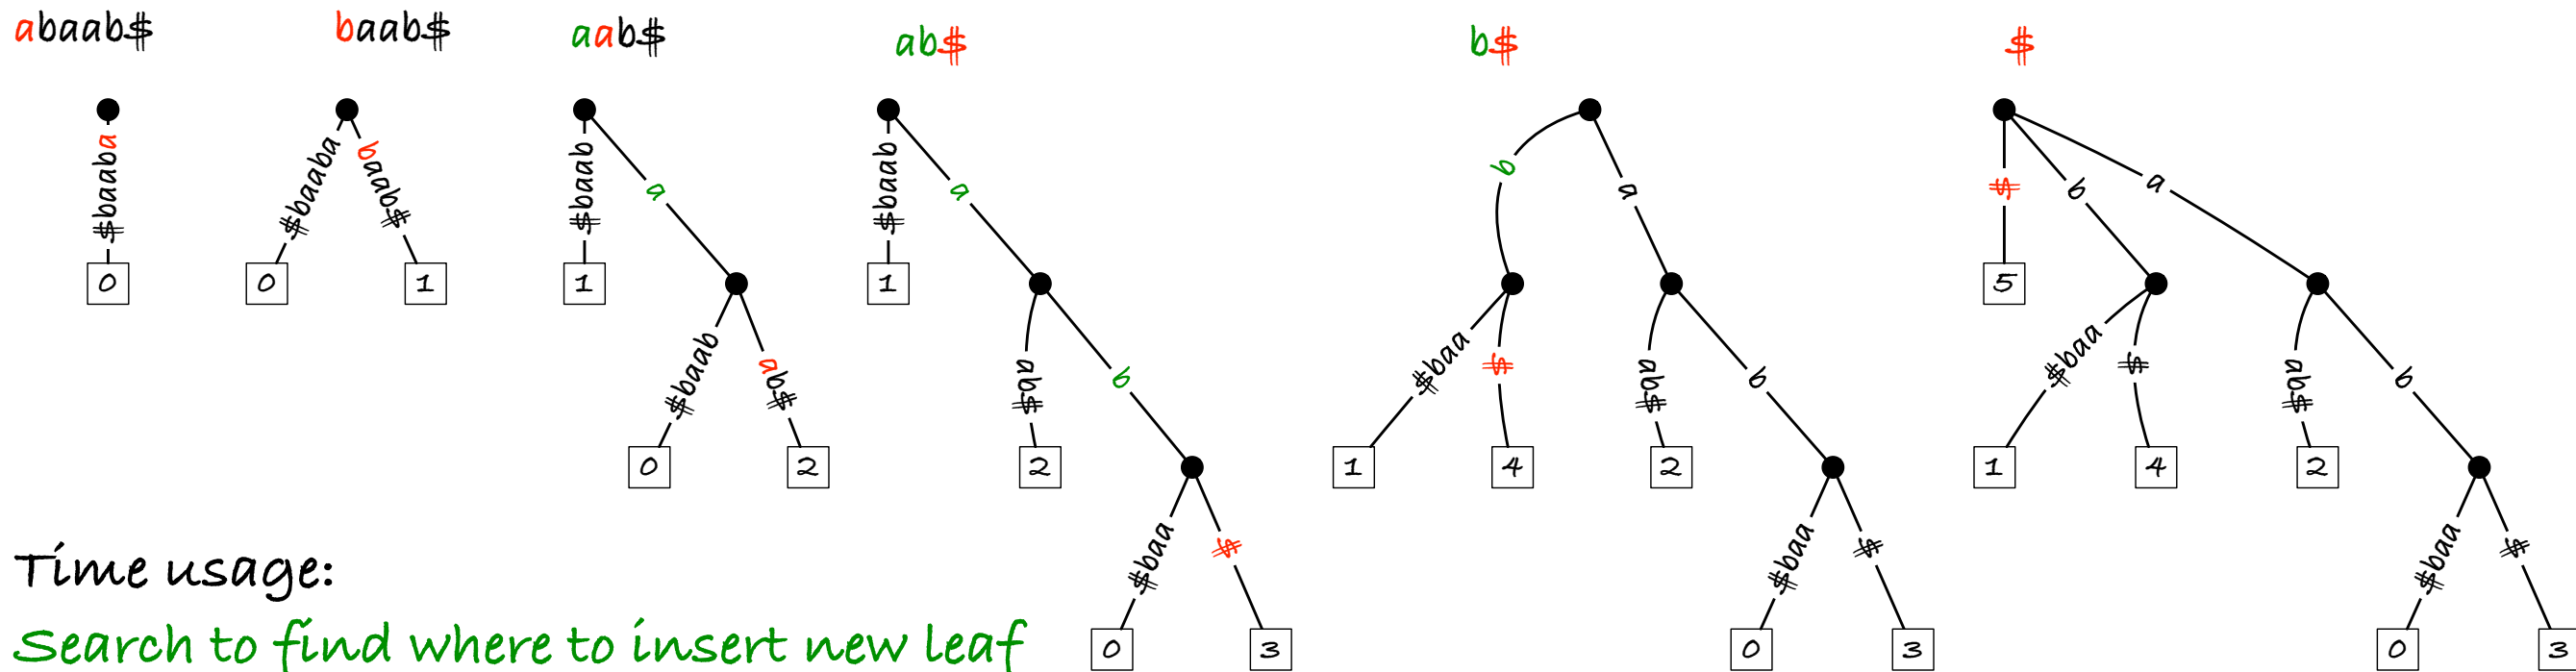 abaab$
baab$
aab$
ab$
b$
$
$baaba
0
$baaba
baab$
0
1
$baab
a
1
$baab
ab$
0
2
$baab
a
1
ab$
b
2
$baa
$
0
3
b
a
$baa
$
ab$
b
1
4
2
$baa
$
0
3
$
b
a
5
$baa
$
ab$
b
1
4
2
$baa
$
0
3
Time usage:
Search to find where to insert new leaf